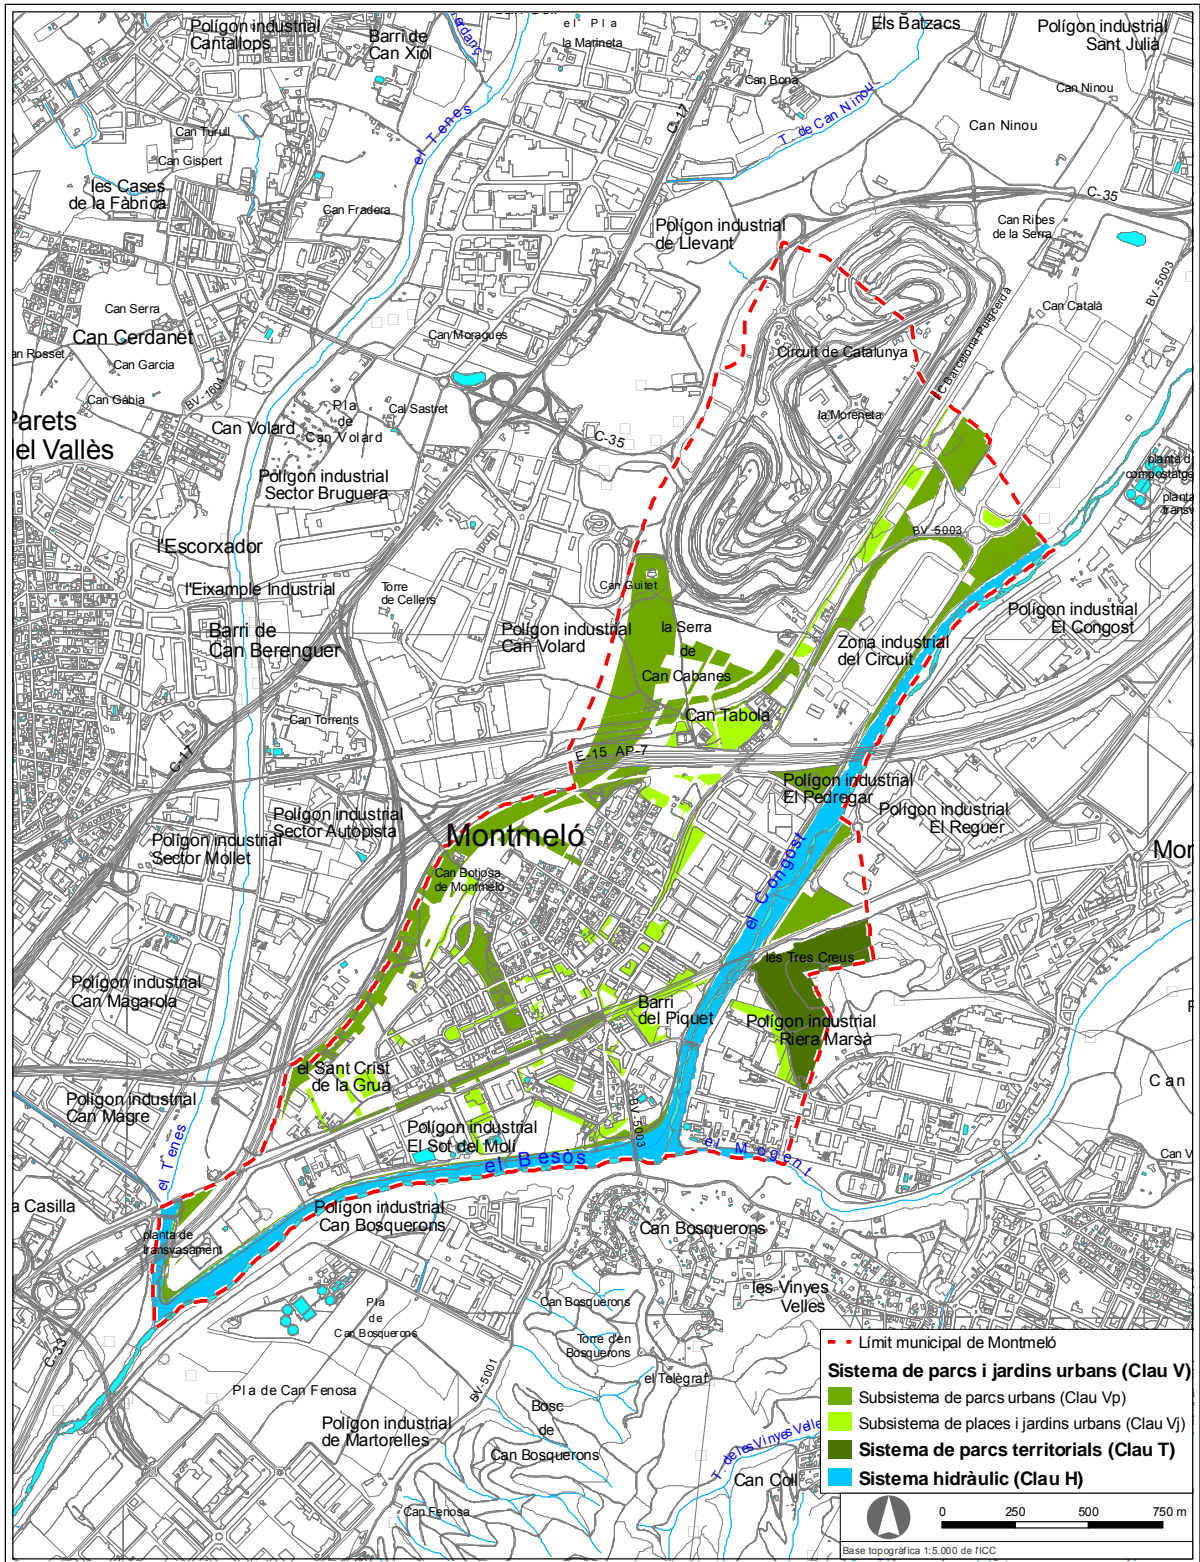 Polígon industrial
Cantallops
Barri de
Can Xiol
el Pla
la Marineta
Els Batzacs
Polígon industrial
Sant Julià
Can Bona
Can Ninou
T. de Can Ninou
Can Ninou
el Tenes
C-17
Can Turull
Can Gispert
les Cases
de la Fàbrica
Can Fradera
C-35
Can Ribes
de la Serra
Polígon industrial
de Llevant
BV-5003
Can Serra
Can Cerdanet
Can Garcia
Can Gàbia
BV-1604
Can Moragues
Can Català
Circuit de Catalunya
Pla
de
Can Volard
Cal Sastret
Can Volard
la Moreneta
C-35
Parets
del Vallès
Polígon industrial
Sector Bruguera
l'Escorxador
BV-5003
l'Eixample Industrial
Torre
de Cellers
Can Guitet
Barri de
Can Berenguer
Polígon industrial
Can Volard
la Serra
de
Can Cabanes
Zona industrial
del Circuit
Polígon industrial
El Congost
Can Torrents
Can Tabola
C-17
E-15 AP-7
Polígon industrial
El Pedregar
Polígon industrial
Sector Autopista
Polígon industrial
Sector Mollet
Montmeló
Polígon industrial
El Reguer
Can Botjosa
de Montmeló
el Congost
les Tres Creus
Polígon industrial
Can Magarola
Barri
del Piquet
Polígon industrial
Riera Marsà
el Sant Crist
de la Grua
Polígon industrial
Can Magre
BV-5003
Polígon industrial
El Sot del Molí
el Tenes
el Besòs
el Mogent
Polígon industrial
Can Bosquerons
planta de
transvasament
Can Bosquerons
les Vinyes
Velles
Pla
de
Can Bosquerons
Can Bosquerons
Torre d'en
Bosquerons
el Telègraf
C-33
BV-5001
Pla de Can Fenosa
Polígon industrial
de Martorelles
Bosc
de
Can Bosquerons
Can Coll
Can Fenosa
Límit municipal de Montmeló
Sistema de parcs i jardins urbans (Clau V)
Subsistema de parcs urbans (Clau Vp)
Subsistema de places i jardins urbans (Clau Vj)
Sistema de parcs territorials (Clau T)
Sistema hidràulic (Clau H)
0 250 500 750 m
Base topogràfica 1:5.000 de l'ICC